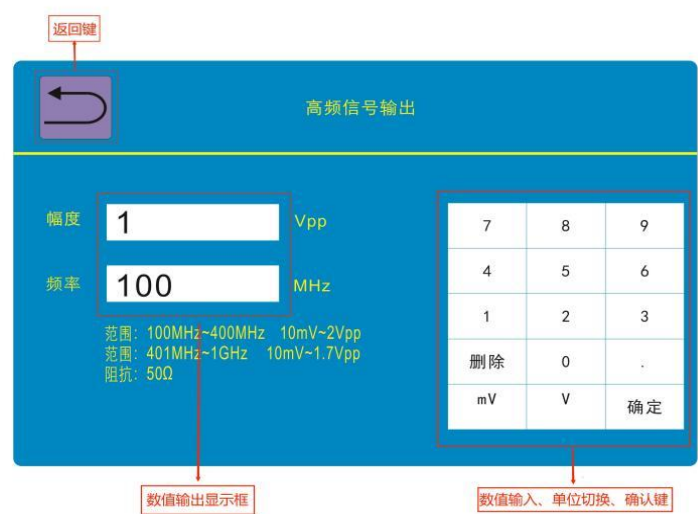 返回键
高频信号输出
幅度 1 Vpp
频率 100 MHz
范围: 100MHz~400MHz 10mV~2Vpp
范围: 401MHz~1GHz 10mV~1.7Vpp
阻抗: 50Ω
7 8 9
4 5 6
1 2 3
删除 0 .
mV V 确定
数值输出显示框
数值输入、单位切换、确认键